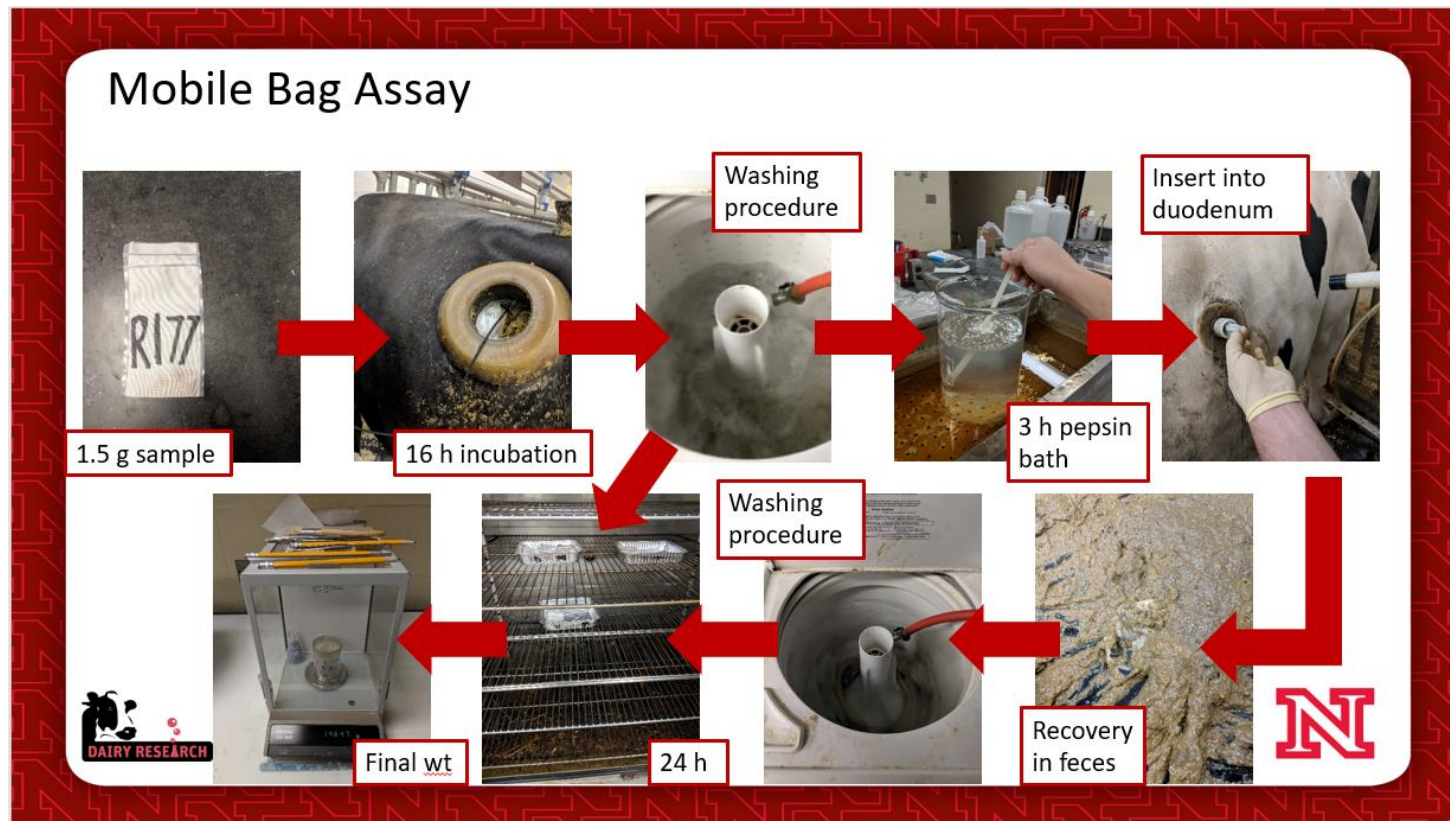 Mobile Bag Assay
Washing
procedure
Insert into
duodenum
R177
1.5 g sample
16 h incubation
3 h pepsin
bath
Washing
procedure
DAIRY RESEARCH
Final wt
24 h
Recovery
in feces
N